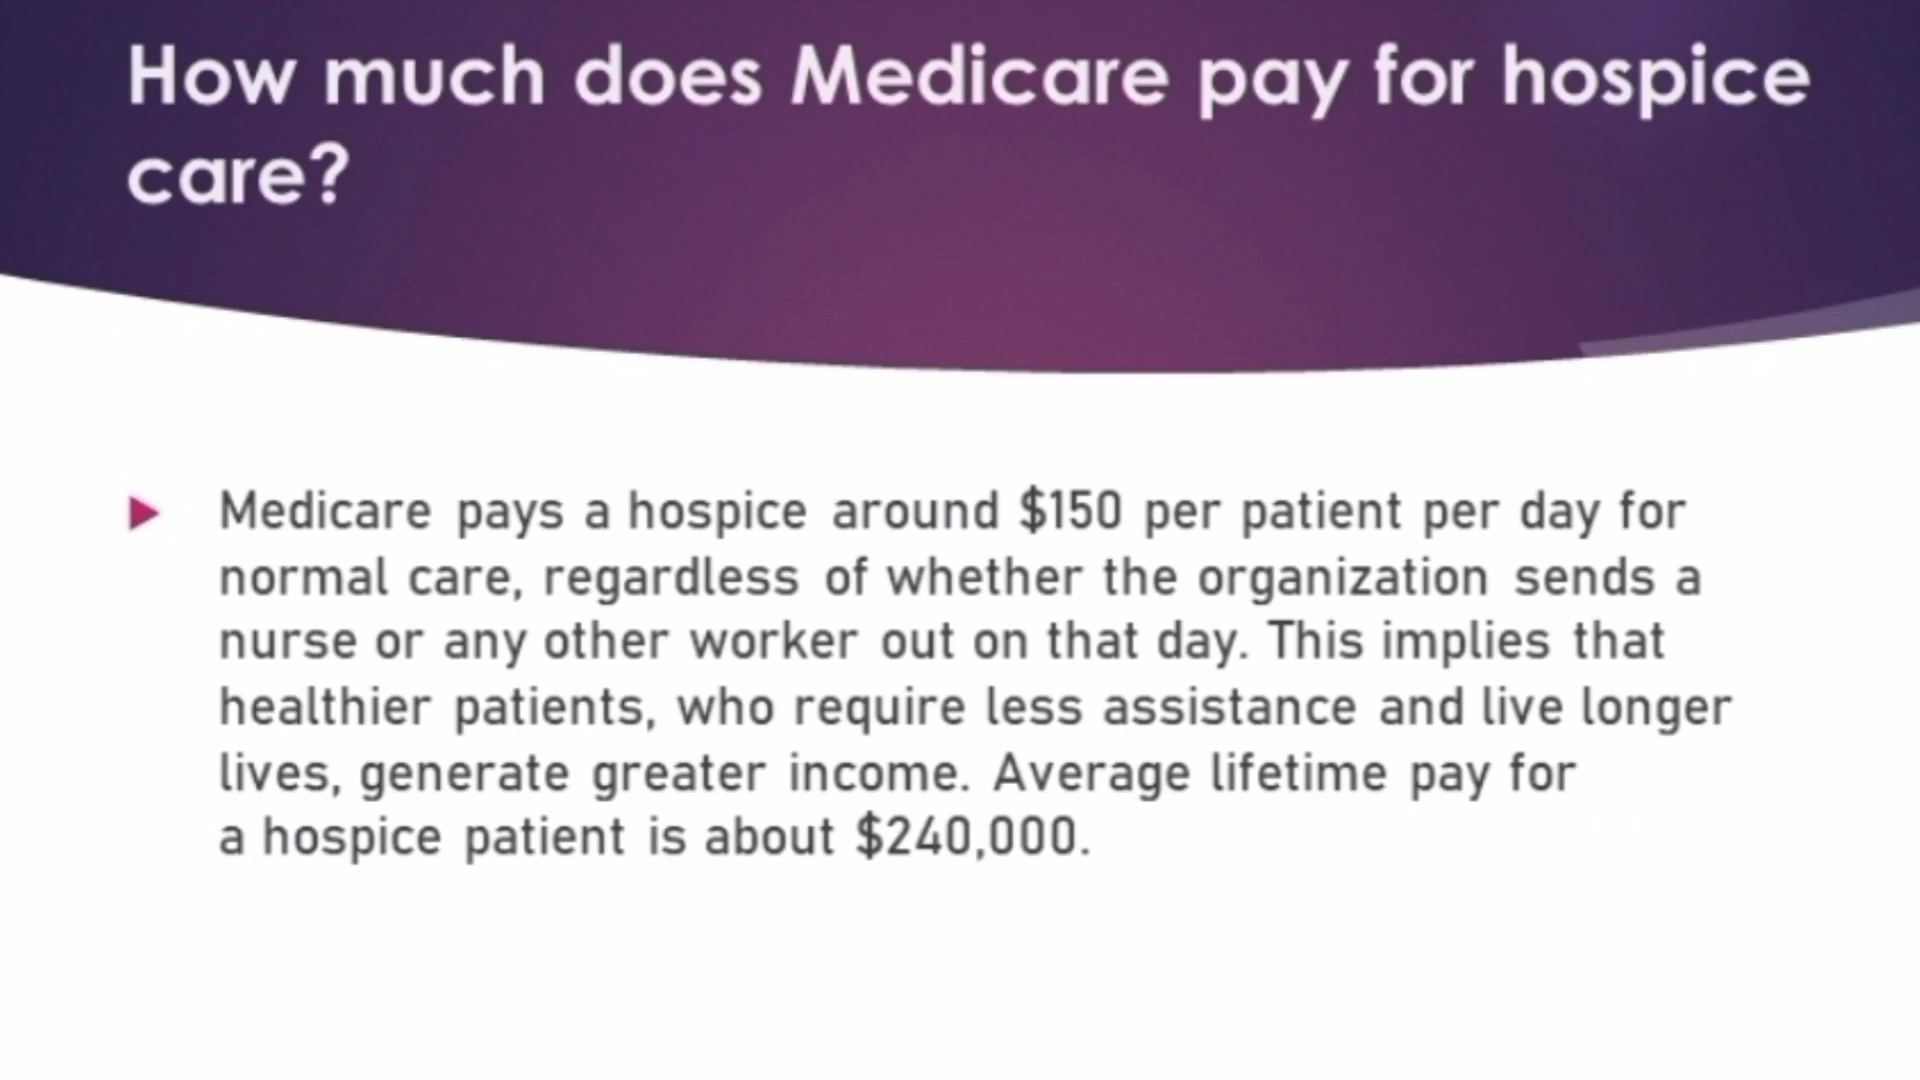 How much does Medicare pay for hospice
care?
Medicare pays a hospice around $150 per patient per day for
normal care, regardless of whether the organization sends a
nurse or any other worker out on that day. This implies that
healthier patients, who require less assistance and live longer
lives, generate greater income. Average lifetime pay for
a hospice patient is about $240,000.